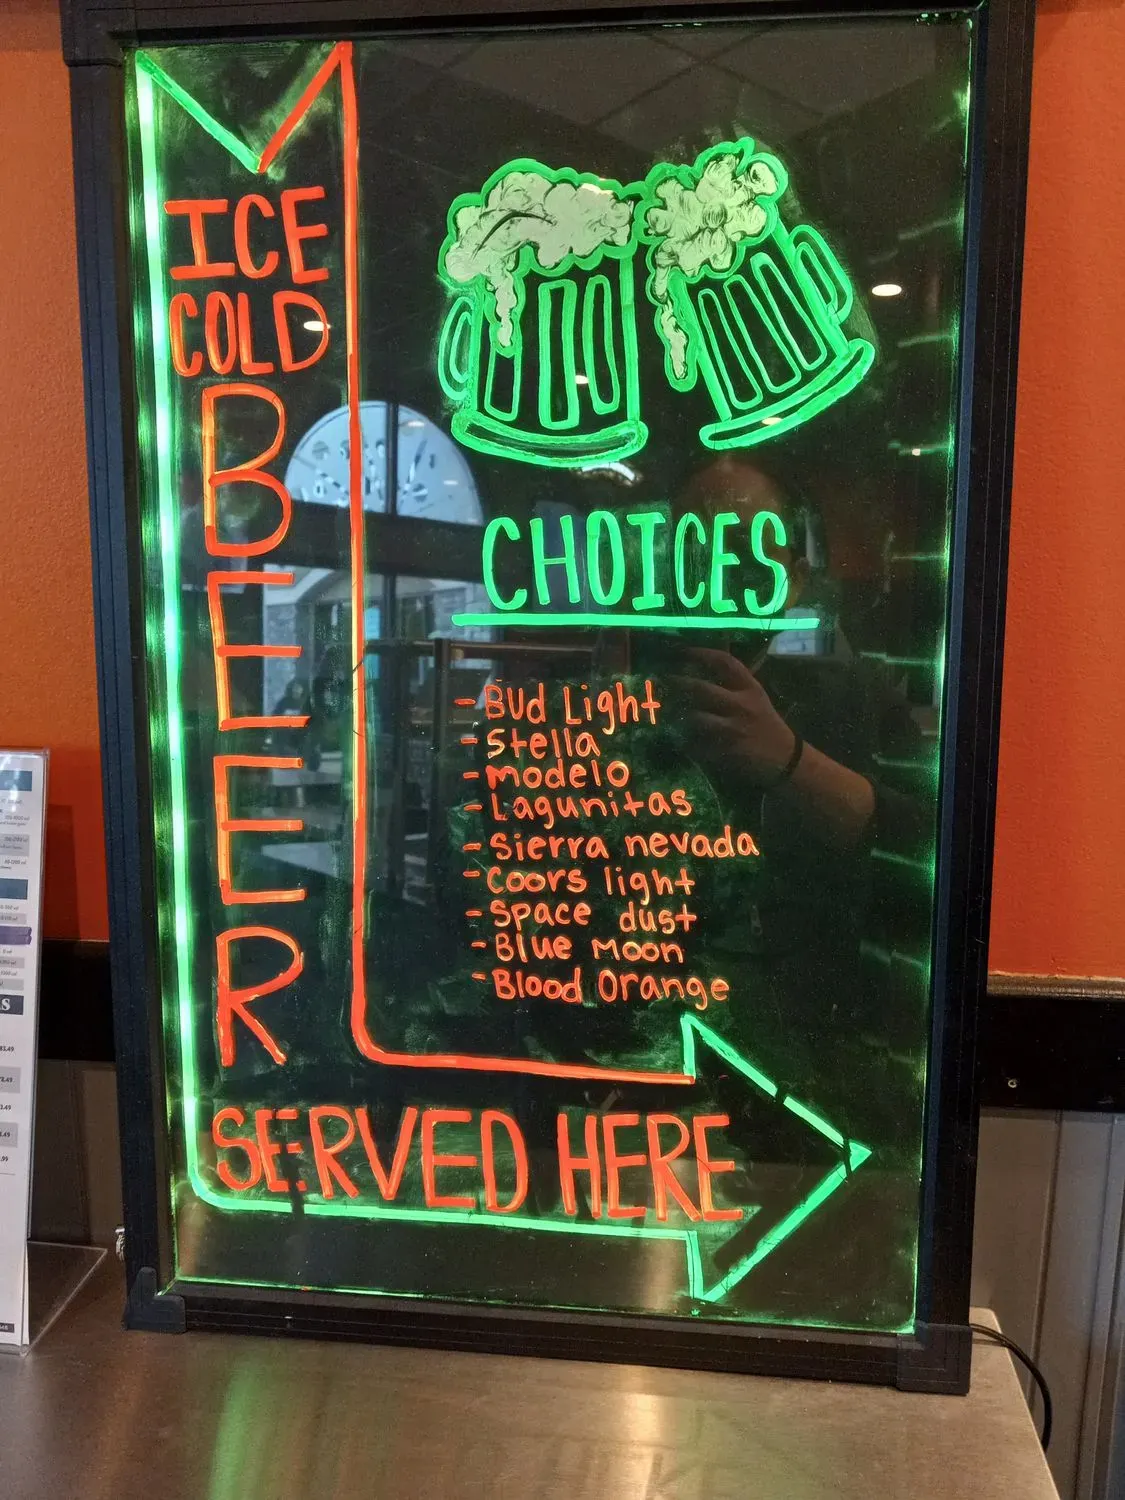 ICE
COLD
BEER
SERVED HERE
CHOICES
- Bud Light
- Stella
- modelo
- Lagunitas
- Sierra nevada
- Coors light
- Space dust
- Blue Moon
- Blood Orange